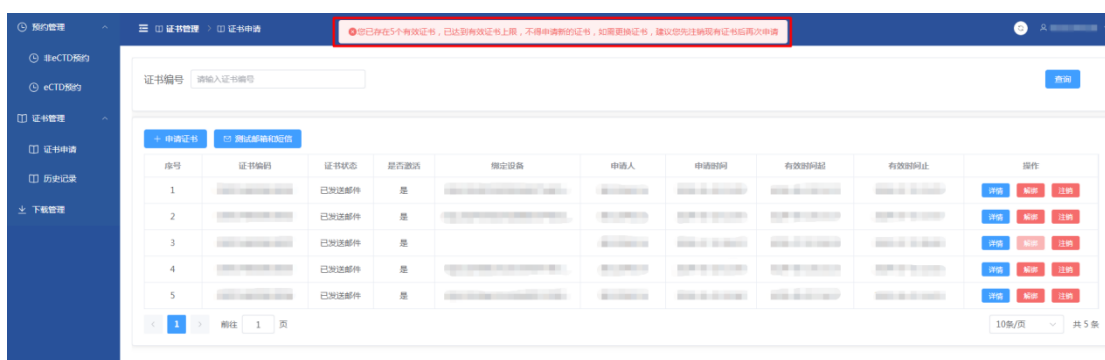 预约管理
证书管理 > 证书申请
您已存在5个有效证书，已达到有效证书上限，不得申请新的证书，如需更换证书，建议您先注销现有证书后再次申请
非eCTD预约
eCTD预约
证书管理
证书申请
历史记录
下载管理
证书编号 请输入证书编号 查询
+ 申请证书 测试邮箱和短信
序号 证书编码 证书状态 是否激活 绑定设备 申请人 申请时间 有效时间起 有效时间止 操作
1 已发送邮件 是 详情 解绑 注销
2 已发送邮件 是 详情 解绑 注销
3 已发送邮件 是 详情 解绑 注销
4 已发送邮件 是 详情 解绑 注销
5 已发送邮件 是 详情 解绑 注销
< 1 > 前往 1 页 10条/页 共 5 条